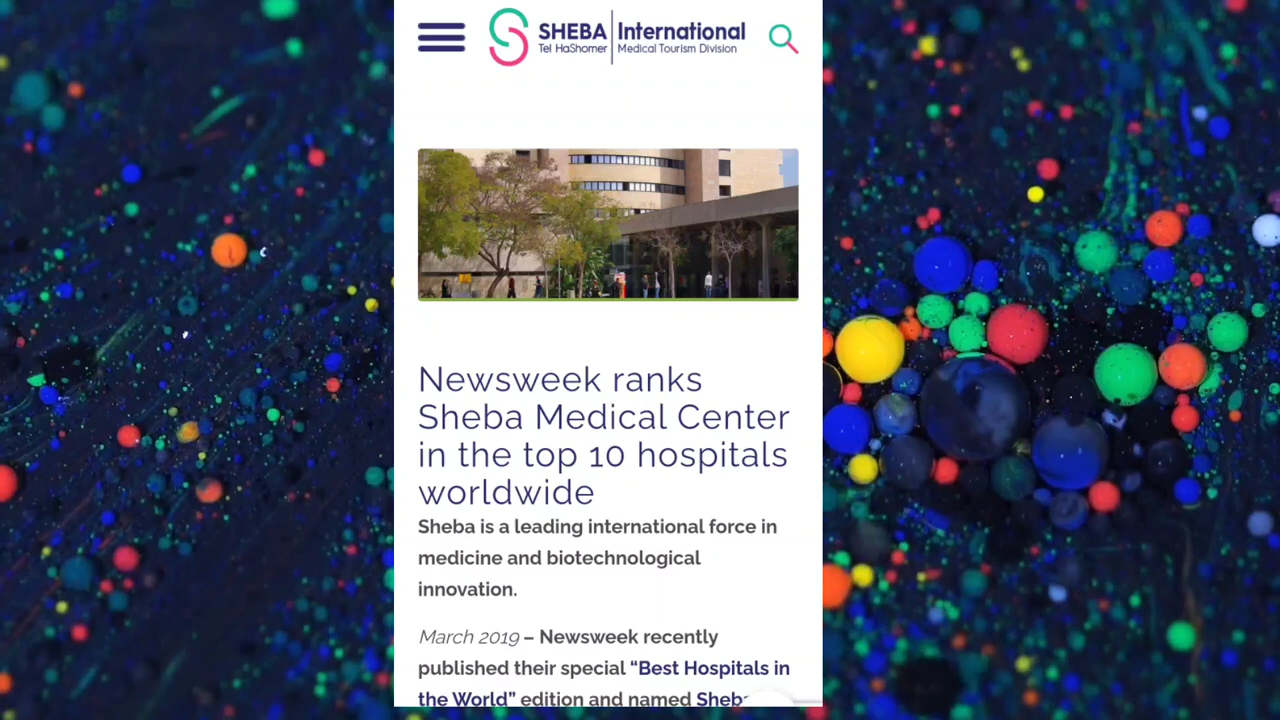 SHEBA International
Tel HaShomer Medical Tourism Division
Newsweek ranks
Sheba Medical Center
in the top 10 hospitals
worldwide
Sheba is a leading international force in
medicine and biotechnological
innovation.
March 2019 – Newsweek recently
published their special “Best Hospitals in
the World” edition and named